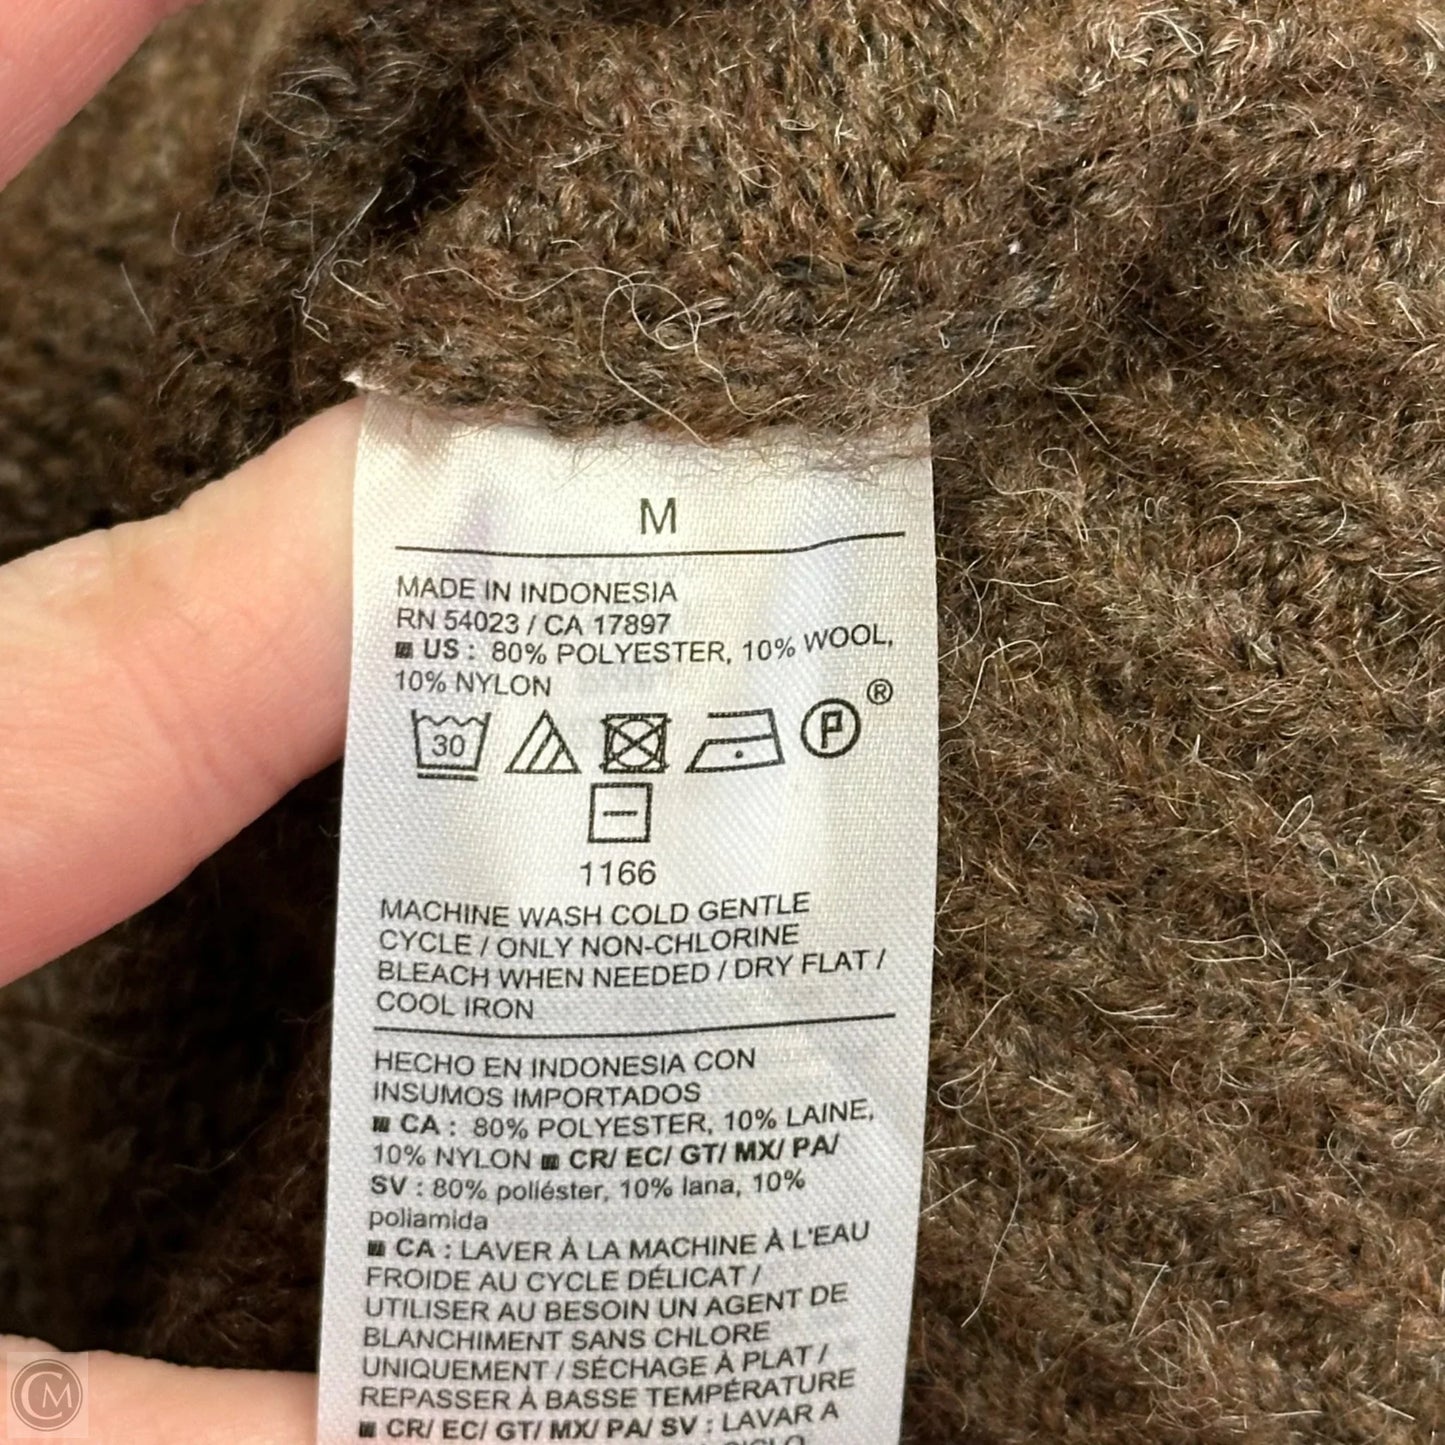 M
MADE IN INDONESIA
RN 54023 / CA 17897
US : 80% POLYESTER, 10% WOOL,
10% NYLON
30 P ®
1166
MACHINE WASH COLD GENTLE
CYCLE / ONLY NON-CHLORINE
BLEACH WHEN NEEDED / DRY FLAT /
COOL IRON
HECHO EN INDONESIA CON
INSUMOS IMPORTADOS
CA : 80% POLYESTER, 10% LAINE,
10% NYLON CR/ EC/ GT/ MX/ PA/
SV : 80% poliéster, 10% lana, 10%
poliamida
CA : LAVER À LA MACHINE À L'EAU
FROIDE AU CYCLE DÉLICAT /
UTILISER AU BESOIN UN AGENT DE
BLANCHIMENT SANS CHLORE
UNIQUEMENT / SÉCHAGE À PLAT /
REPASSER À BASSE TEMPÉRATURE
CR/ EC/ GT/ MX/ PA/ SV : LAVAR A
CM